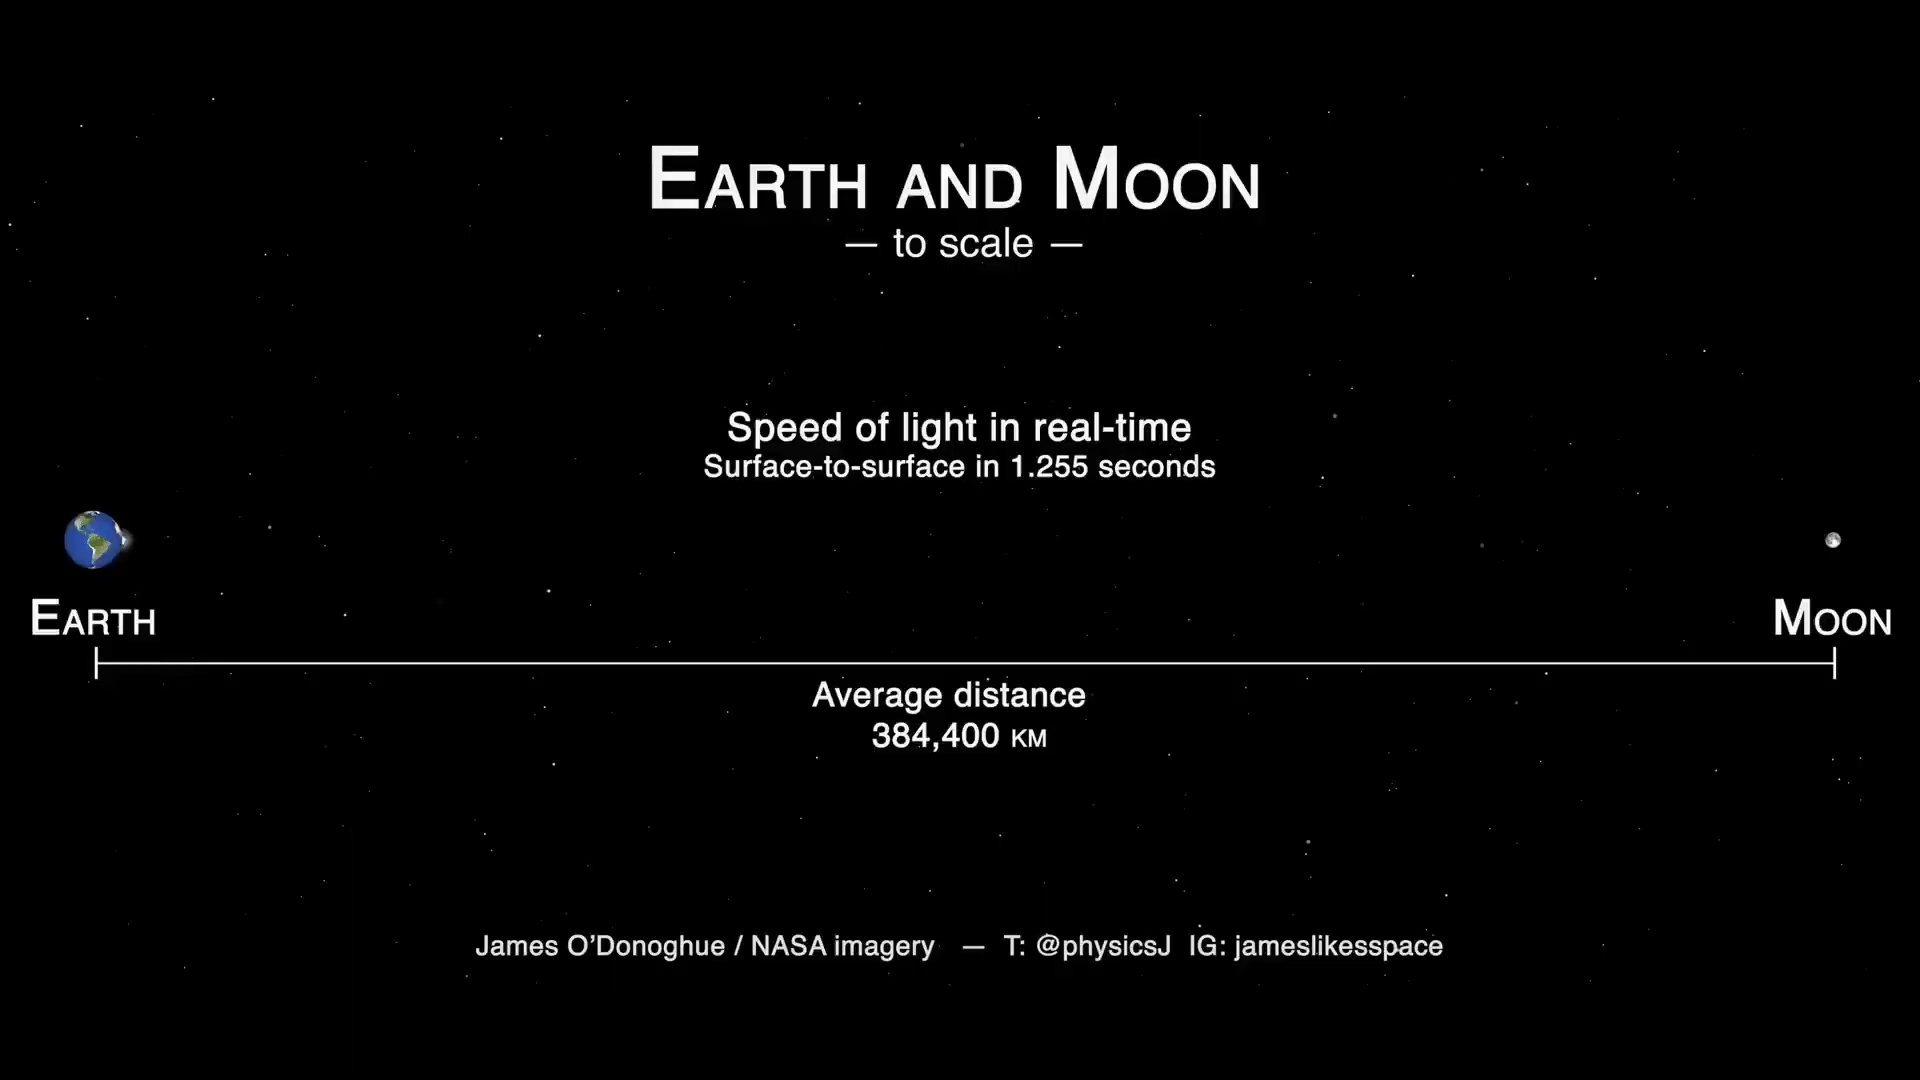 EARTH AND MOON
— to scale —
Speed of light in real-time
Surface-to-surface in 1.255 seconds
EARTH
MOON
Average distance
384,400 KM
James O’Donoghue / NASA imagery — T: @physicsJ IG: jameslikesspace